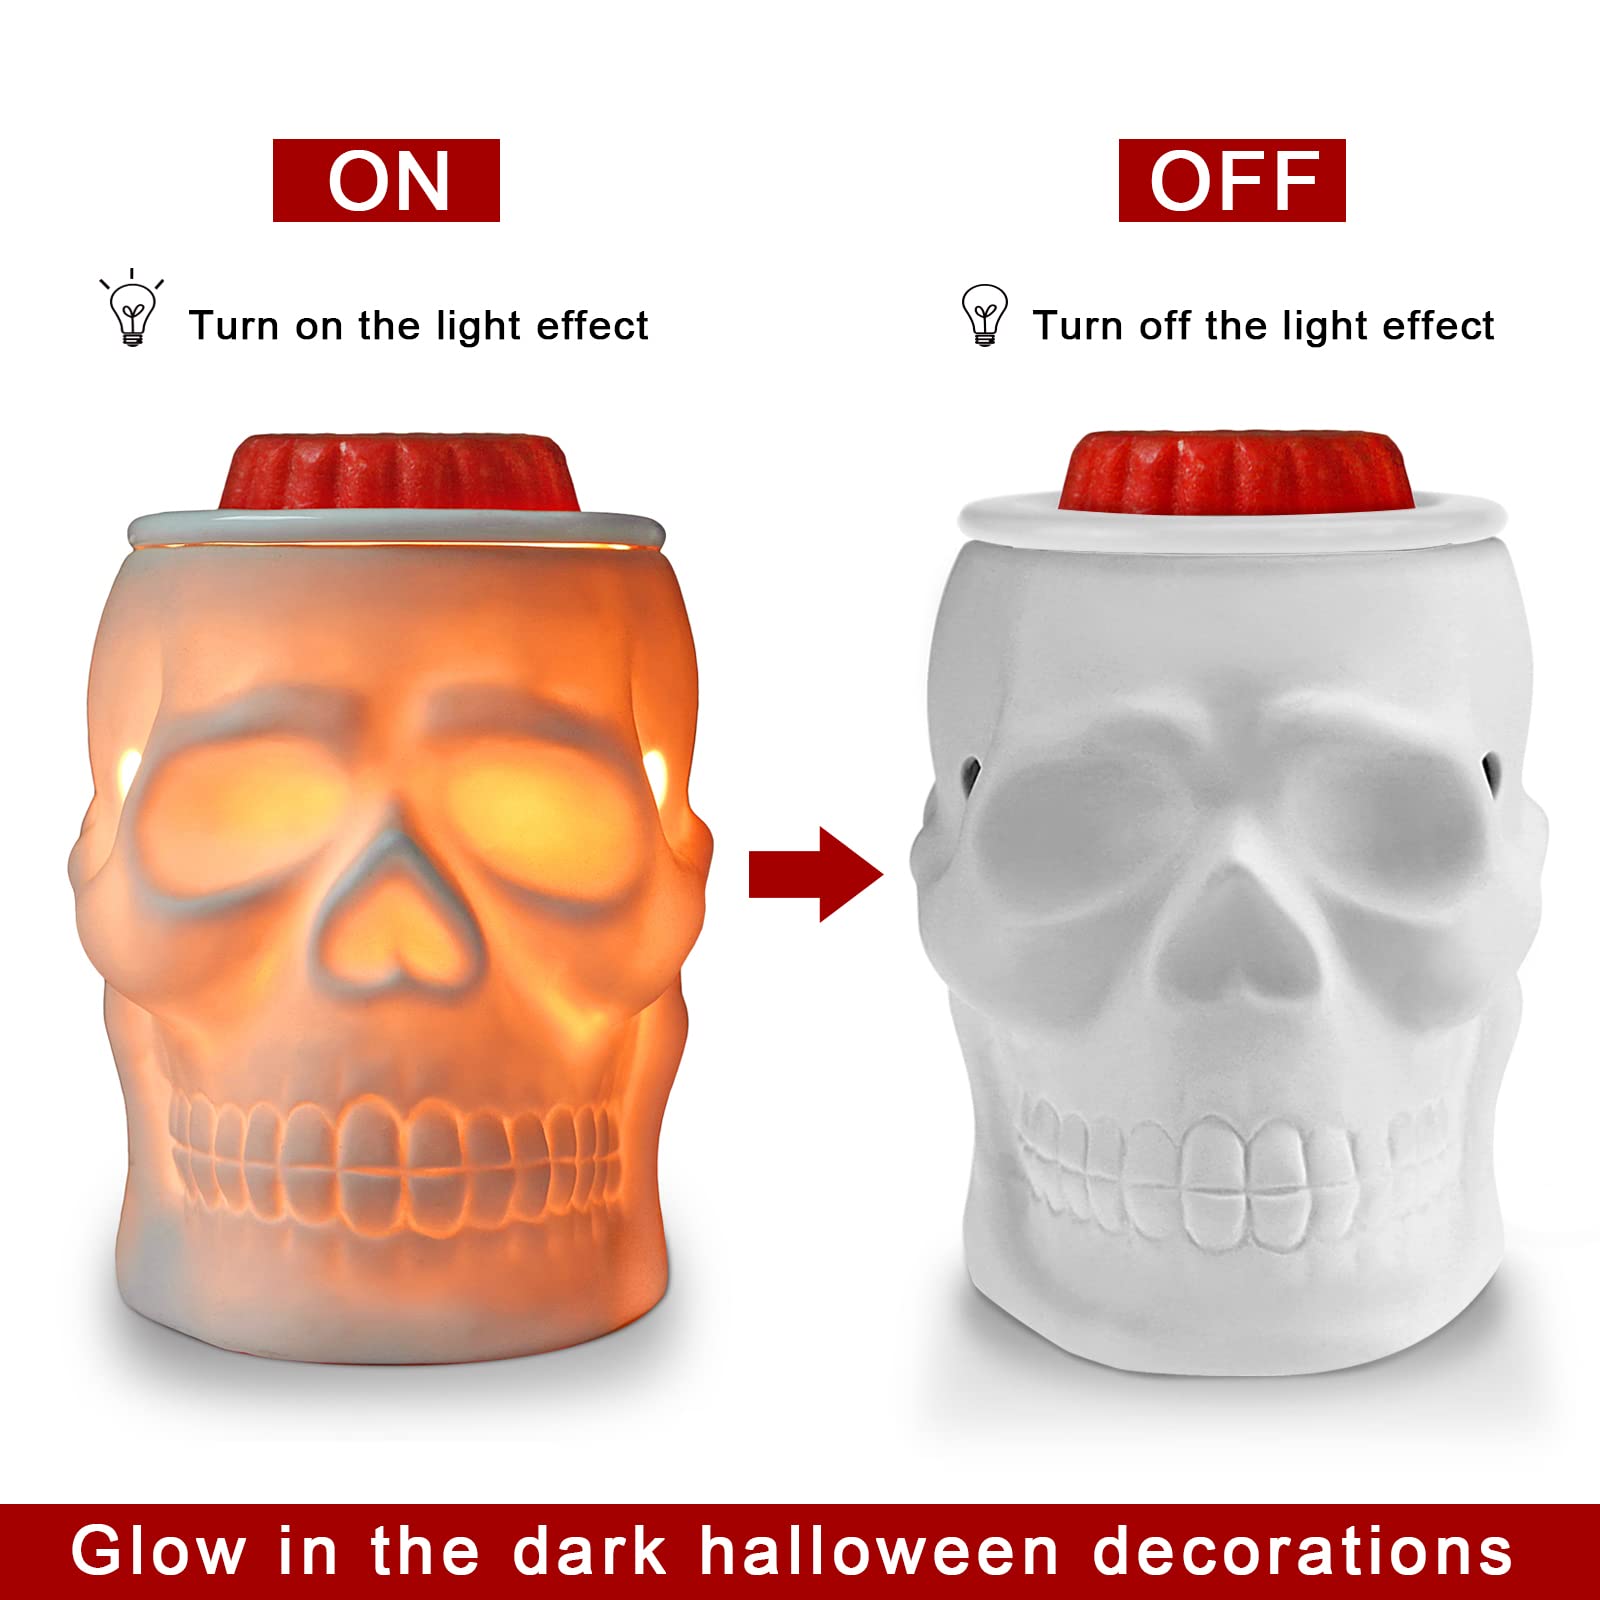 ON
OFF
Turn on the light effect
Turn off the light effect
Glow in the dark halloween decorations